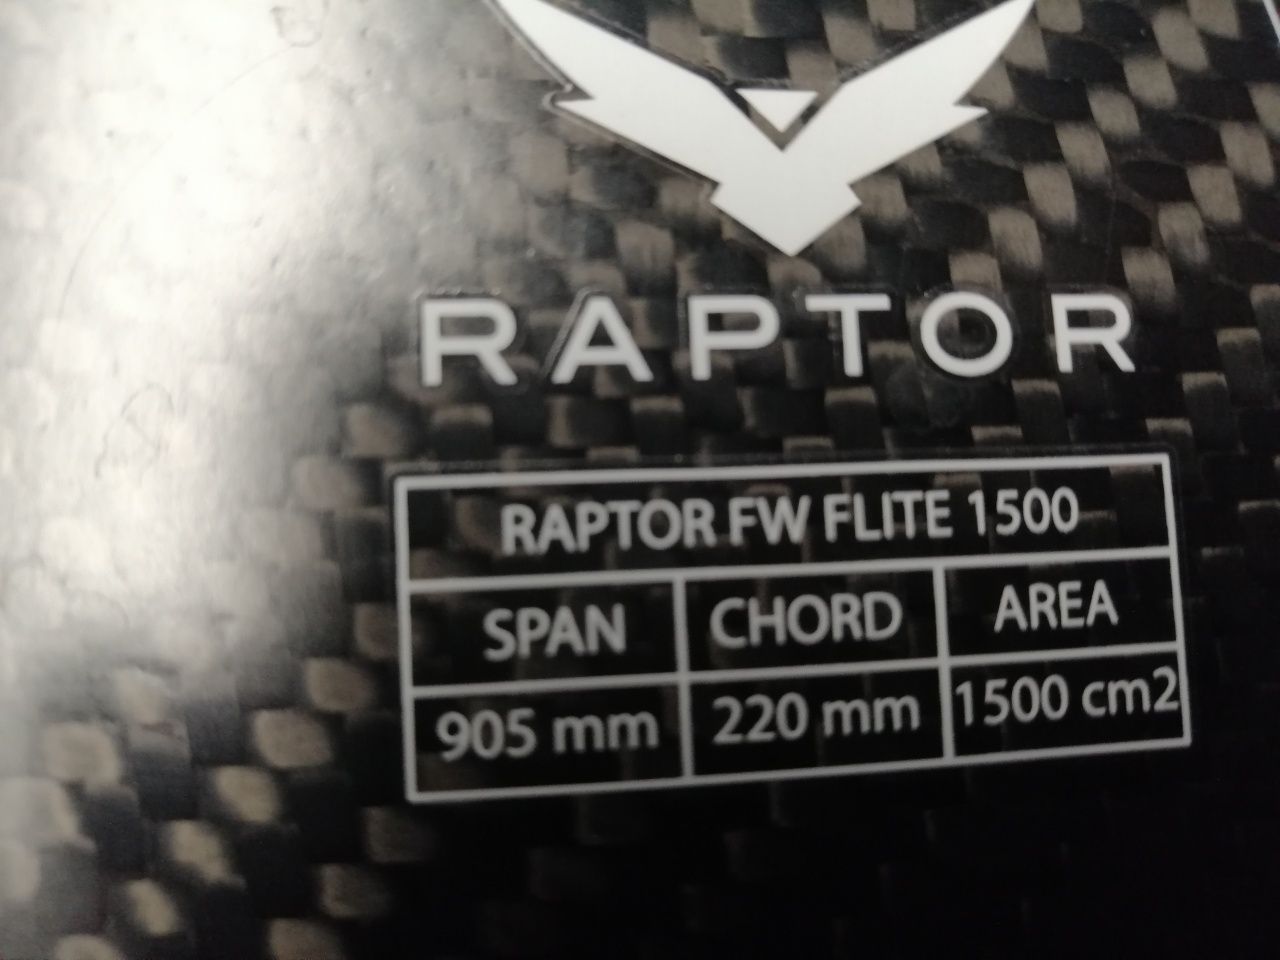 RAPTOR
RAPTOR FW FLITE 1500
SPAN CHORD AREA
905 mm 220 mm 1500 cm2